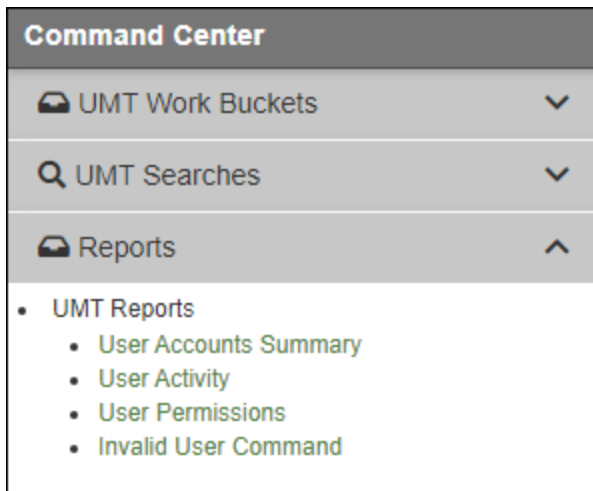 Command Center
UMT Work Buckets
UMT Searches
Reports
UMT Reports
User Accounts Summary
User Activity
User Permissions
Invalid User Command